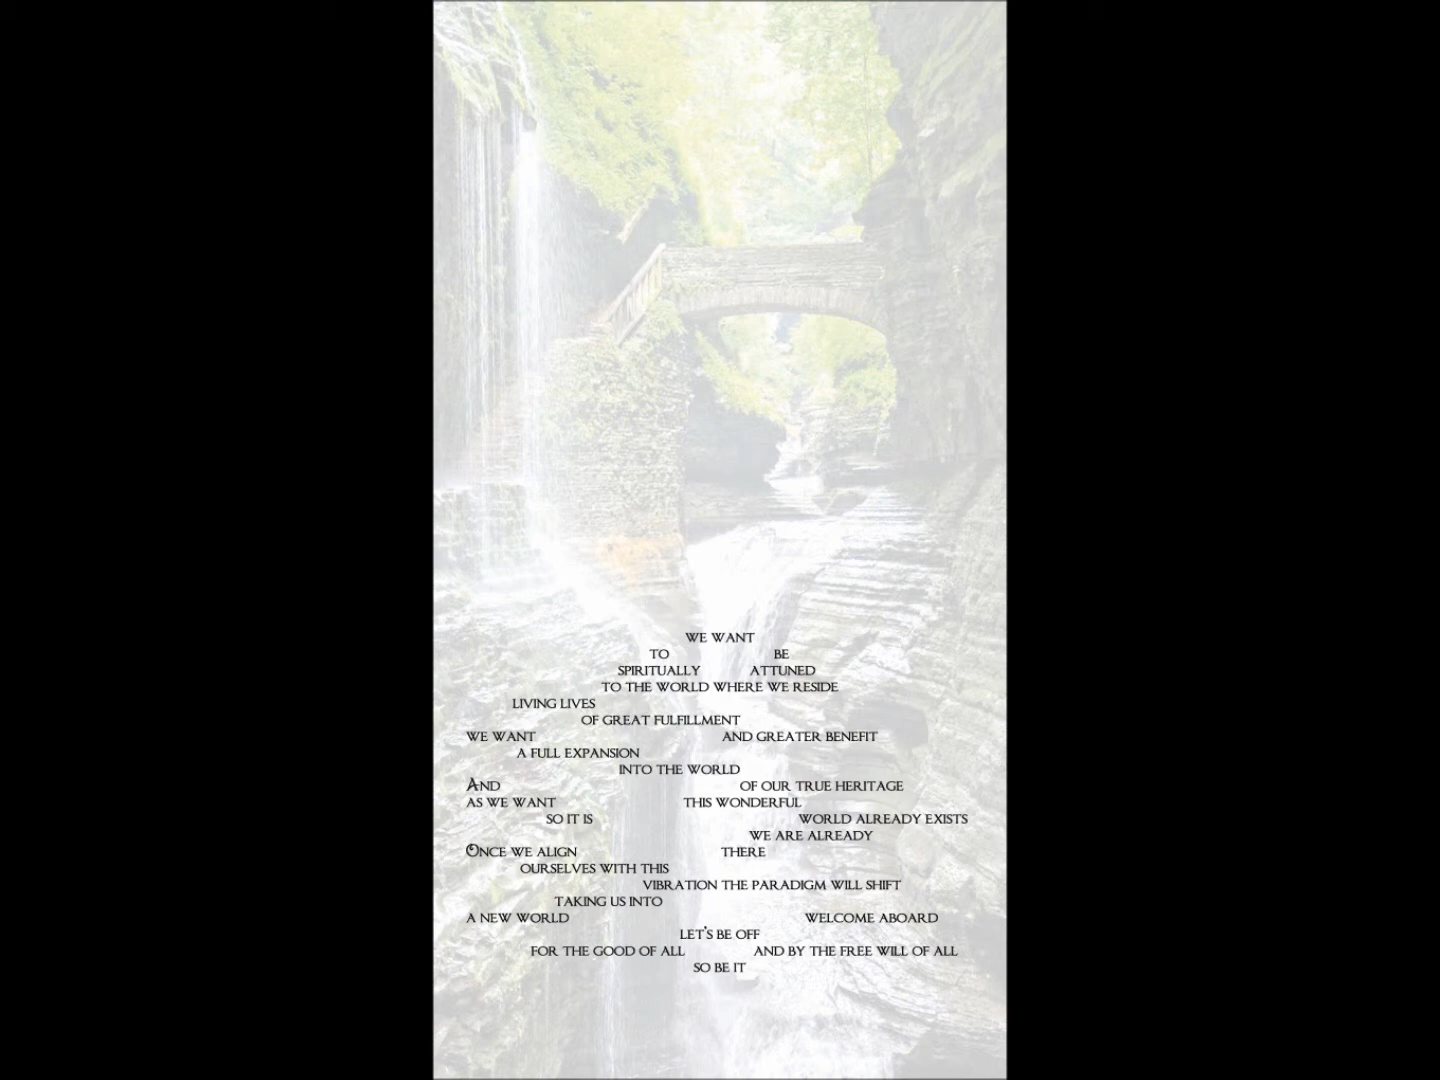 WE WANT
TO BE
SPIRITUALLY ATTUNED
TO THE WORLD WHERE WE RESIDE
LIVING LIVES
OF GREAT FULFILLMENT
WE WANT AND GREATER BENEFIT
A FULL EXPANSION
INTO THE WORLD
AND OF OUR TRUE HERITAGE
AS WE WANT THIS WONDERFUL
SO IT IS WORLD ALREADY EXISTS
WE ARE ALREADY
ONCE WE ALIGN THERE
OURSELVES WITH THIS
VIBRATION THE PARADIGM WILL SHIFT
TAKING US INTO
A NEW WORLD WELCOME ABOARD
LET'S BE OFF
FOR THE GOOD OF ALL AND BY THE FREE WILL OF ALL
SO BE IT